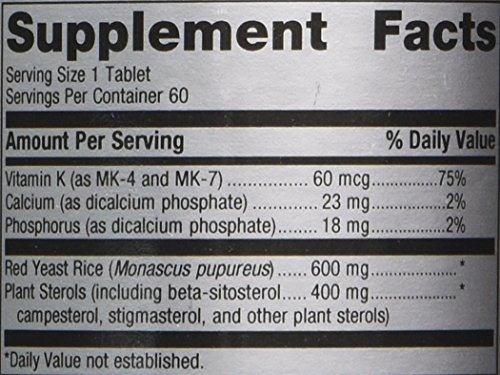 Supplement Facts
Serving Size 1 Tablet
Servings Per Container 60
Amount Per Serving % Daily Value
Vitamin K (as MK-4 and MK-7)...............60 mcg..............75%
Calcium (as dicalcium phosphate)........23 mg................2%
Phosphorus (as dicalcium phosphate)......18 mg................2%
Red Yeast Rice (Monascus pupureus).....600 mg....................*
Plant Sterols (including beta-sitosterol.....400 mg....................*
campesterol, stigmasterol, and other plant sterols)
*Daily Value not established.